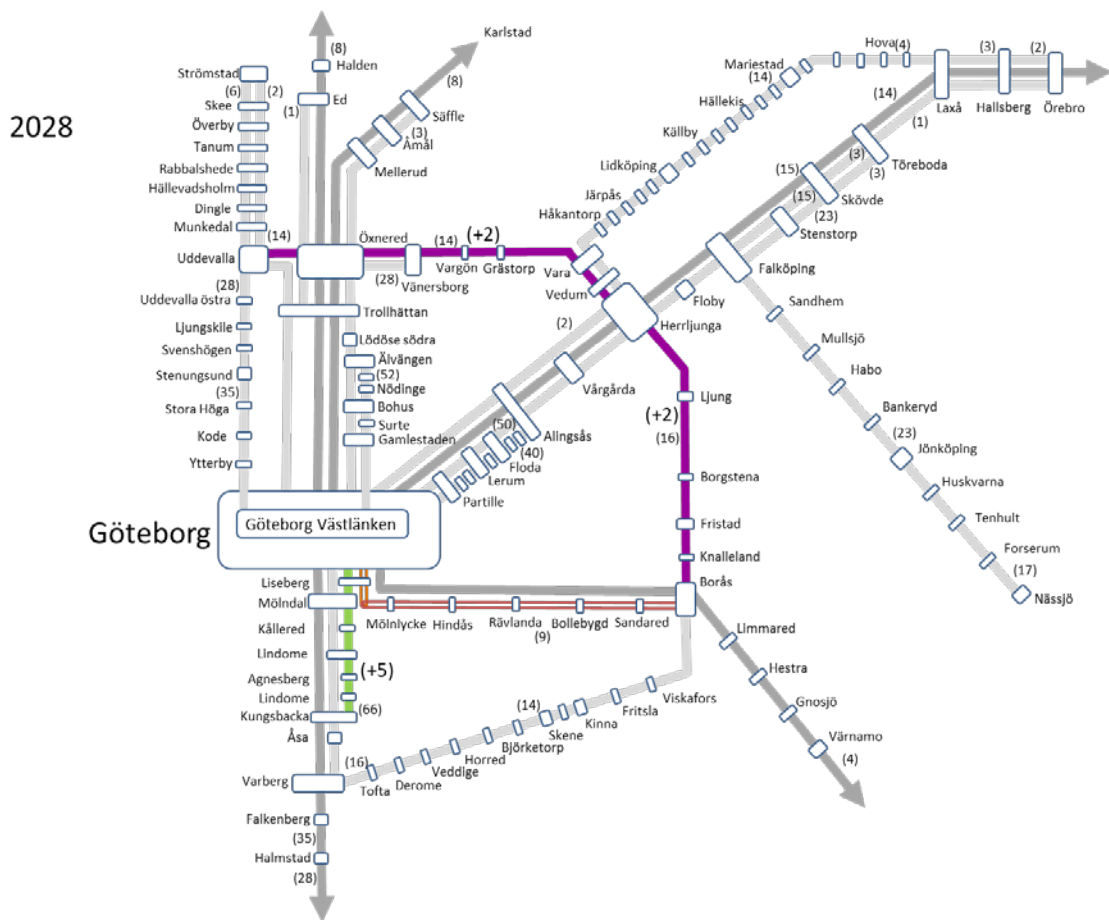 Karlstad
(8)
Halden
(8)
Hova
(4)
(3)
(2)
Mariestad
(14)
Strömstad
(6)
(2)
Ed
(1)
Säffle
(3)
Åmål
Mellerud
Skee
Överby
Tanum
Rabbalshede
Hällevadsholm
Dingle
Munkedal
2028
Hällekis
Källby
Lidköping
Järpås
Håkantorp
(14)
Laxå
Hallsberg
Örebro
(1)
(3)
Töreboda
(3)
(15)
Skövde
(15)
(23)
Stenstorp
(14)
Uddevalla
Öxnered
(14)
(+2)
Vargön
Grästorp
(28)
Vänersborg
Vara
Vedum
Falköping
Floby
Herrljunga
(28)
Uddevalla östra
Ljungskile
Svenshögen
Stenungsund
(35)
Stora Höga
Kode
Ytterby
Trollhättan
Lödöse södra
Älvängen
(52)
Nödinge
Bohus
Surte
Gamlestaden
(2)
Vårgårda
Alingsås
(50)
(40)
Floda
Lerum
Partille
Sandhem
Mullsjö
Habo
Bankeryd
(23)
Jönköping
Huskvarna
Tenhult
Forserum
(17)
Nässjö
Ljung
(+2)
(16)
Borgstena
Fristad
Knalleland
Borås
Göteborg
Göteborg Västlänken
Liseberg
Mölndal
Kållered
Lindome
Agnesberg
Lindome
Kungsbacka
(+5)
(66)
Åsa
Mölnlycke
Hindås
Rävlanda
(9)
Bollebygd
Sandared
Limmared
Hestra
Gnosjö
Värnamo
(4)
Viskafors
Fritsla
Kinna
Skene
(14)
Björketorp
Horred
Veddige
Derome
Tofta
(16)
Varberg
Falkenberg
(35)
Halmstad
(28)